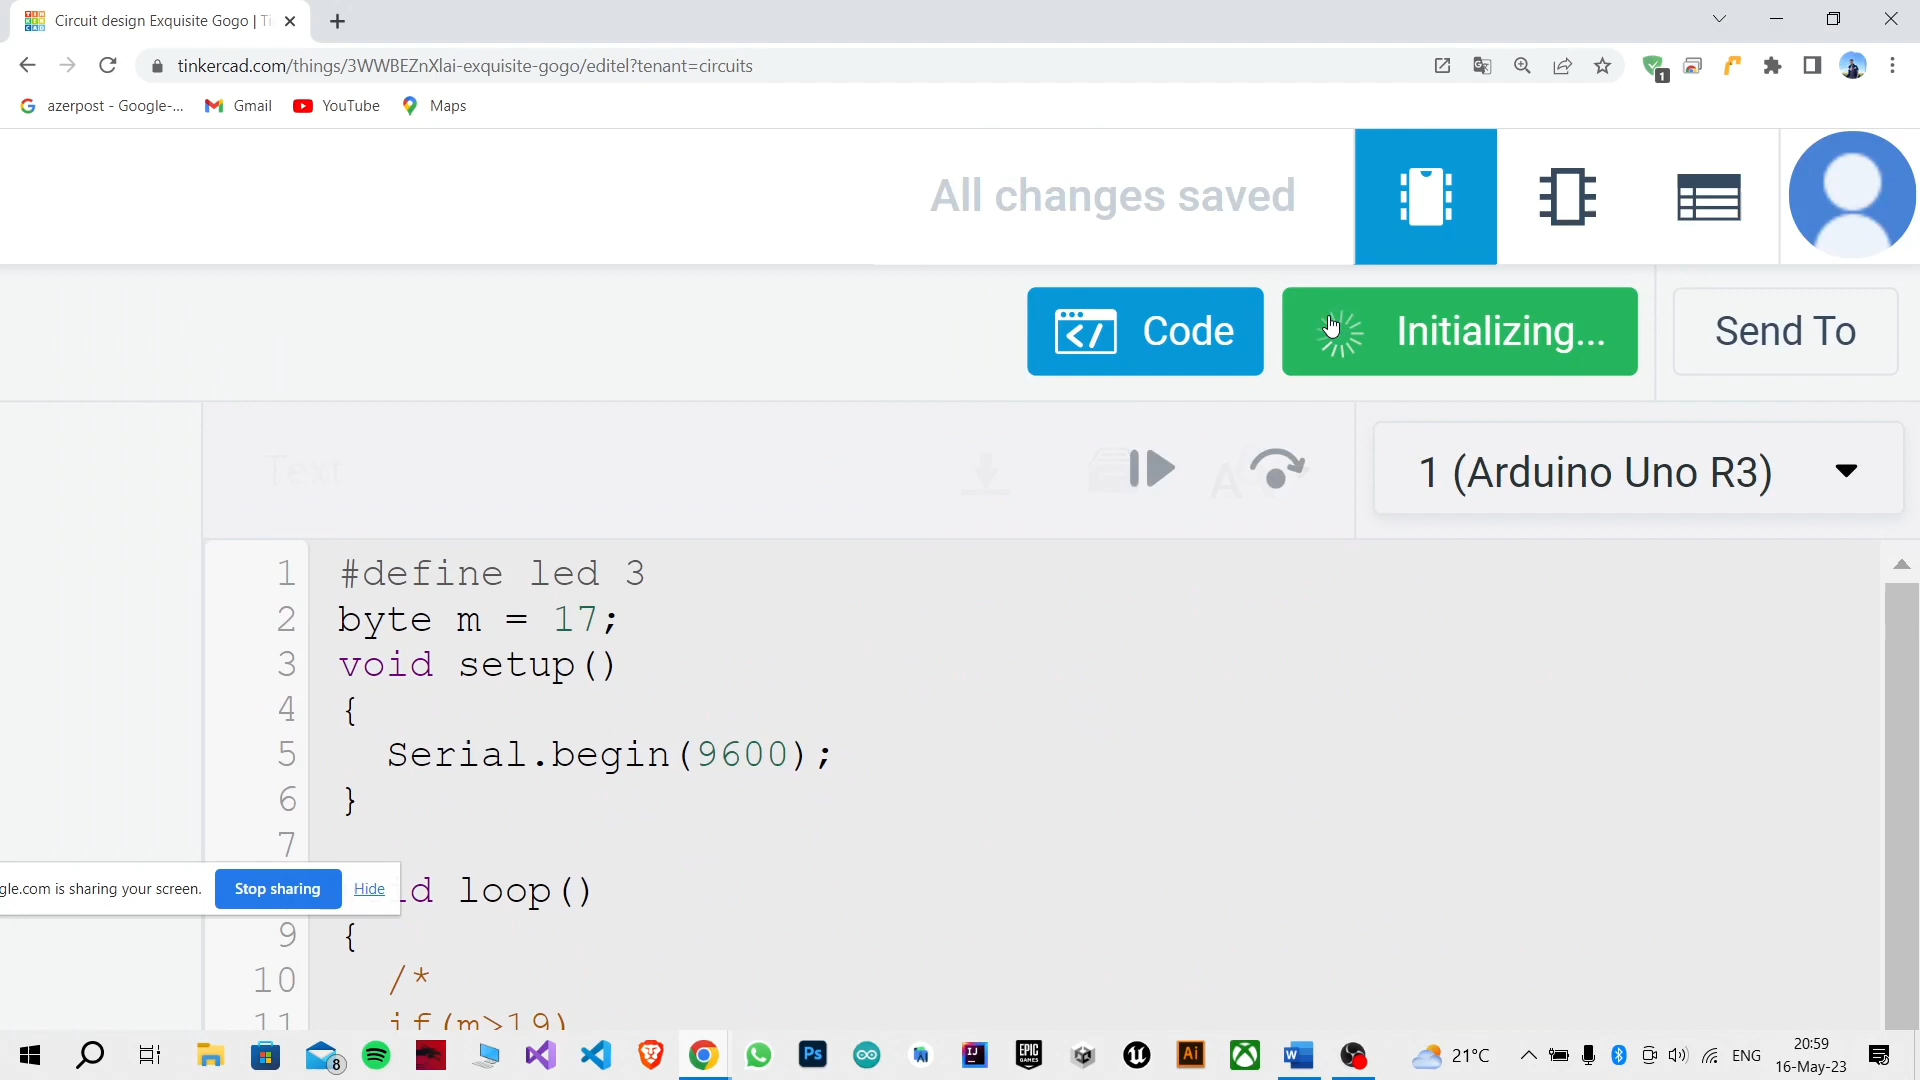 Circuit design Exquisite Gogo | Ti
tinkercad.com/things/3WWBEZnXlai-exquisite-gogo/editel?tenant=circuits
1
azerpost - Google-...
Gmail
YouTube
Maps
All changes saved
Code
Initializing...
Send To
Text
1 (Arduino Uno R3)
1 #define led 3
2 byte m = 17;
3 void setup()
4 {
5 Serial.begin(9600);
6 }
7
gle.com is sharing your screen. Stop sharing Hide
id loop()
9 {
10 /*
11 if(m>19)
8
21°C
ENG
20:59
16-May-23